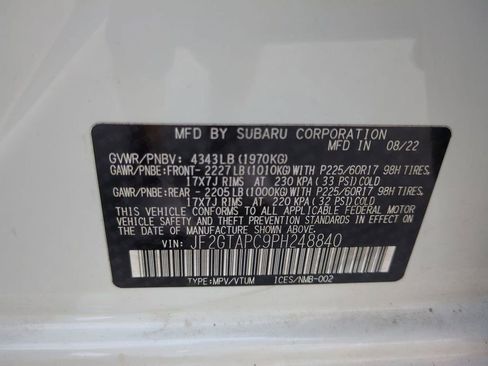 MFD BY SUBARU CORPORATION
MFD IN 08/22
GVWR/PNBV: 4343LB(1970KG)
GAWR/PNBE:FRONT- 2227LB(1010KG)WITH P225/60R17 98H TIRES,
17X7J RIMS AT 230 KPA(33 PSI)COLD
GAWR/PNBE:REAR - 2205LB(1000KG)WITH P225/60R17 98H TIRES,
17X7J RIMS AT 220 KPA(32 PSI)COLD
THIS VEHICLE CONFORMS TO ALL APPLICABLE FEDERAL MOTOR
VEHICLE SAFETY, BUMPER, AND THEFT PREVENTION STANDARDS IN EFFECT
ON THE DATE OF MANUFACTURE SHOWN ABOVE.
VIN:JF2GTAPC9PH248840
TYPE:MPV/VTUM ICES/NMB-002